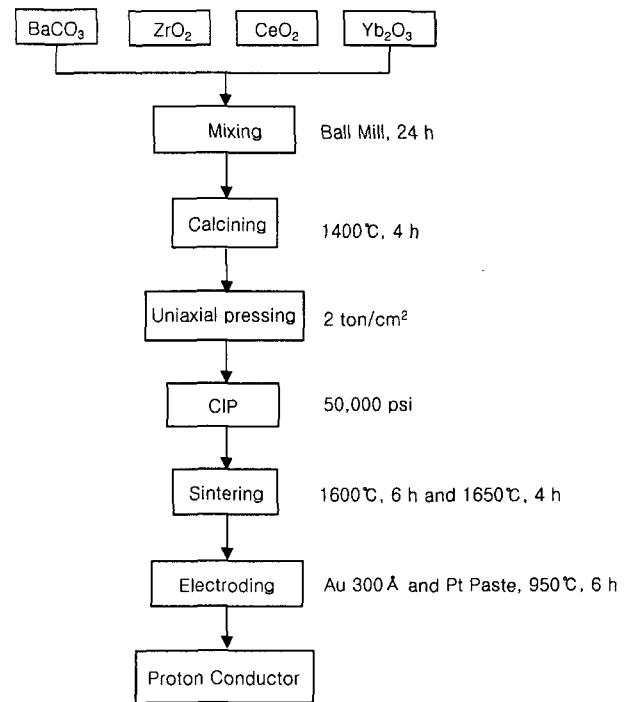 BaCO₃ ZrO₂ CeO₂ Yb₂O₃
Mixing Ball Mill, 24 h
Calcining 1400℃, 4 h
Uniaxial pressing 2 ton/cm²
CIP 50,000 psi
Sintering 1600℃, 6 h and 1650℃, 4 h
Electroding Au 300Å and Pt Paste, 950℃, 6 h
Proton Conductor